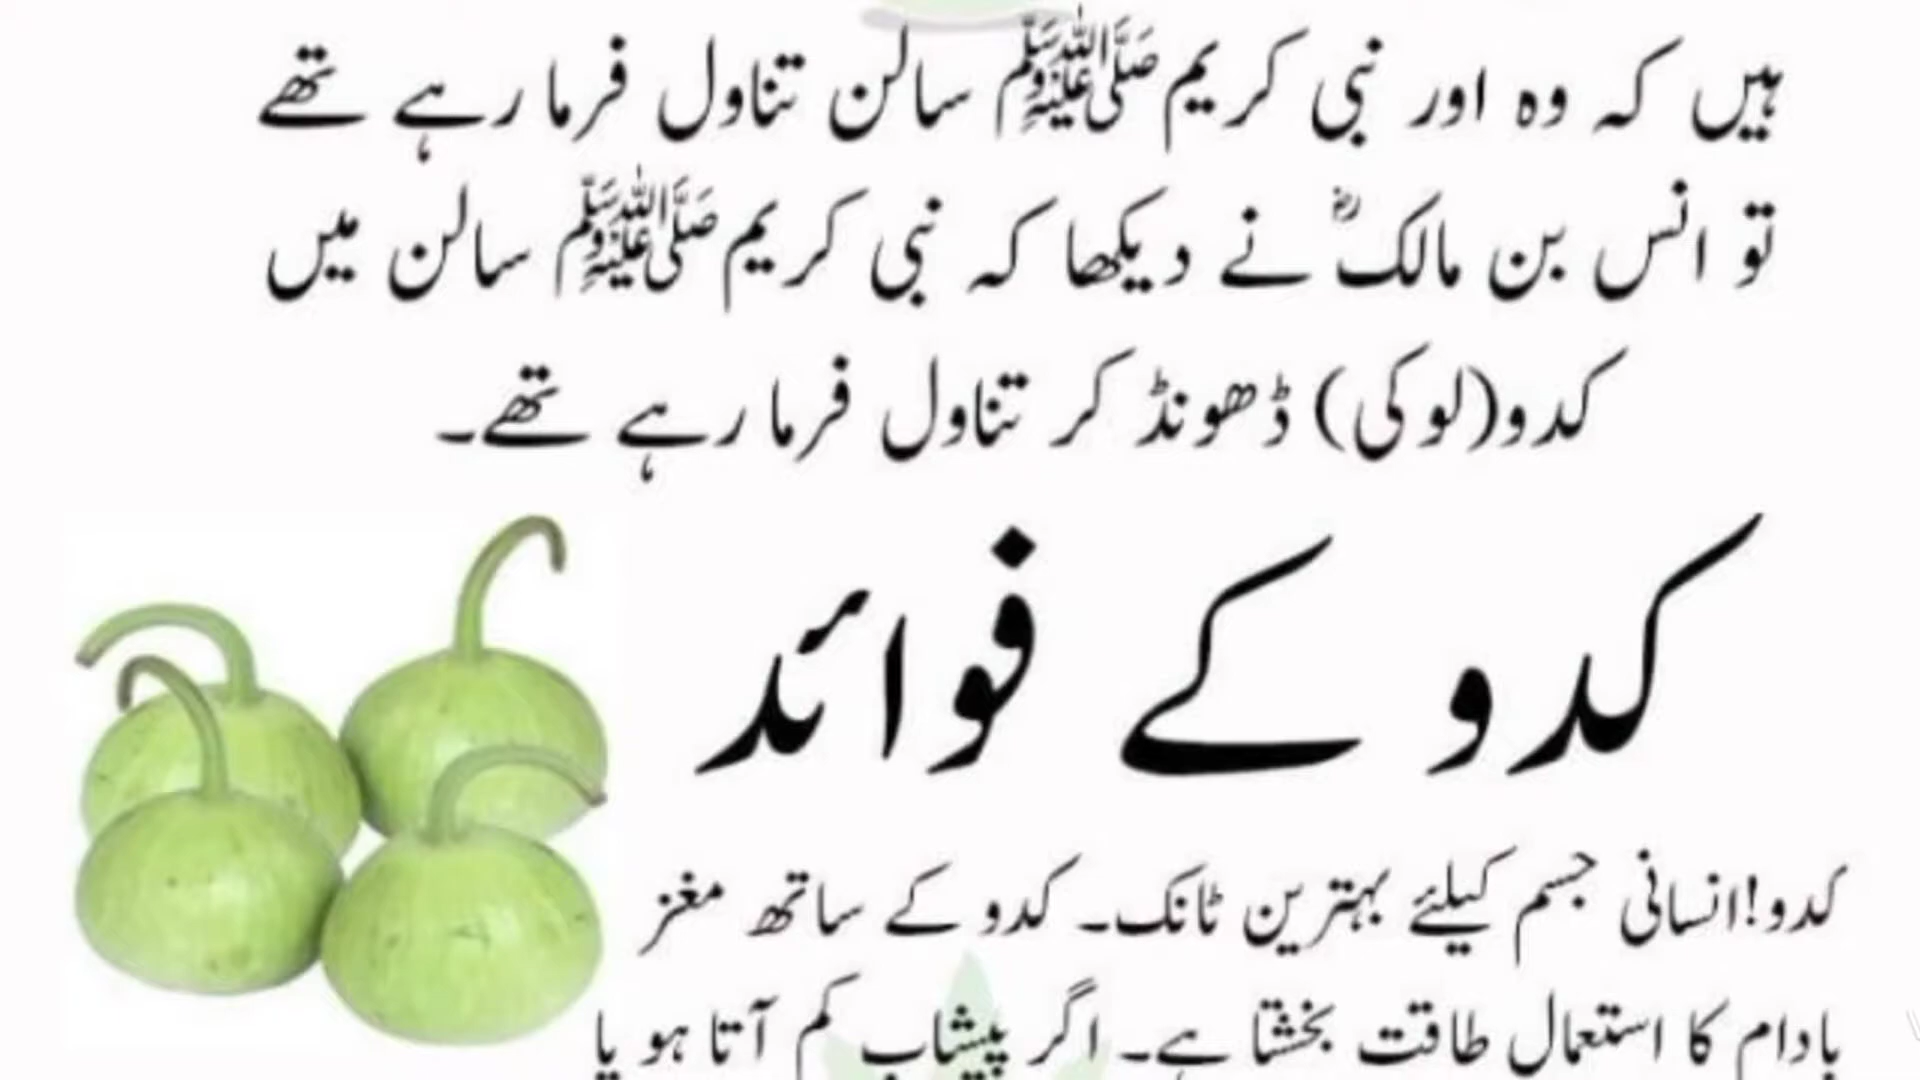 ہیں کہ وہ اور نبی کریم ﷺ سالن تناول فرما رہے تھے
تو انس بن مالکؓ نے دیکھا کہ نبی کریم ﷺ سالن میں
کدو(لوکی) ڈھونڈ کر تناول فرما رہے تھے۔
کدو کے فوائد
کدو!انسانی جسم کیلئے بہترین ٹانک۔ کدو کے ساتھ مغز
بادام کا استعمال طاقت بخشتا ہے۔ اگر پیشاب کم آتا ہو یا